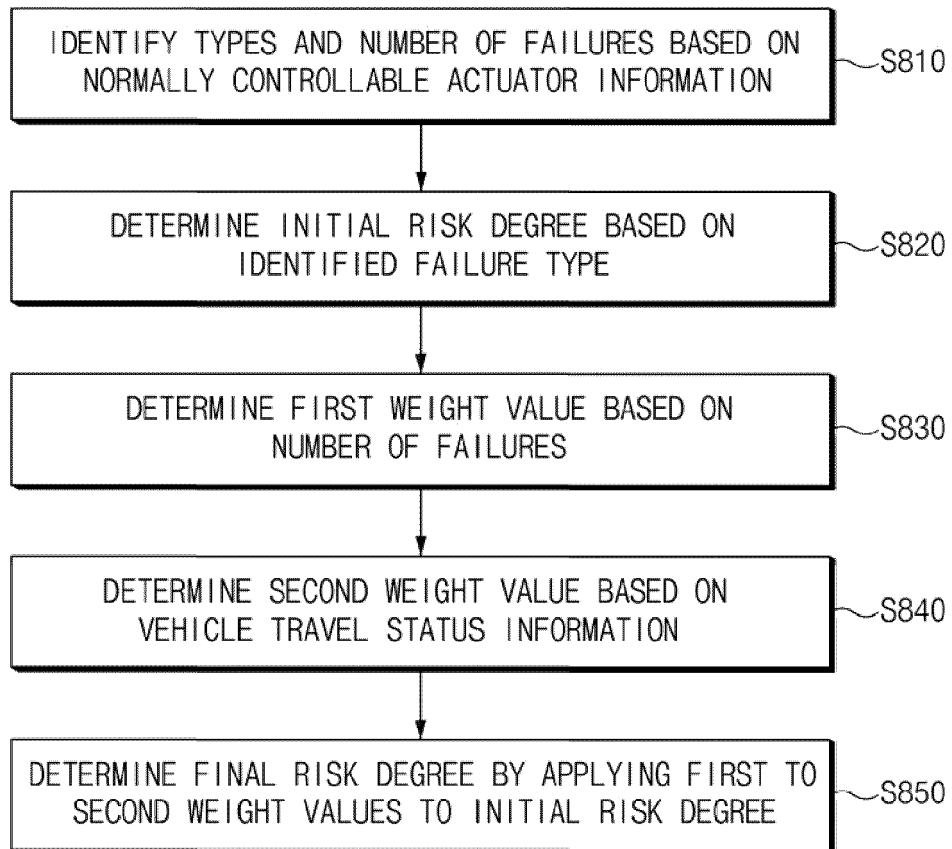 IDENTIFY TYPES AND NUMBER OF FAILURES BASED ON
NORMALLY CONTROLLABLE ACTUATOR INFORMATION
S810
DETERMINE INITIAL RISK DEGREE BASED ON
IDENTIFIED FAILURE TYPE
S820
DETERMINE FIRST WEIGHT VALUE BASED ON
NUMBER OF FAILURES
S830
DETERMINE SECOND WEIGHT VALUE BASED ON
VEHICLE TRAVEL STATUS INFORMATION
S840
DETERMINE FINAL RISK DEGREE BY APPLYING FIRST TO
SECOND WEIGHT VALUES TO INITIAL RISK DEGREE
S850